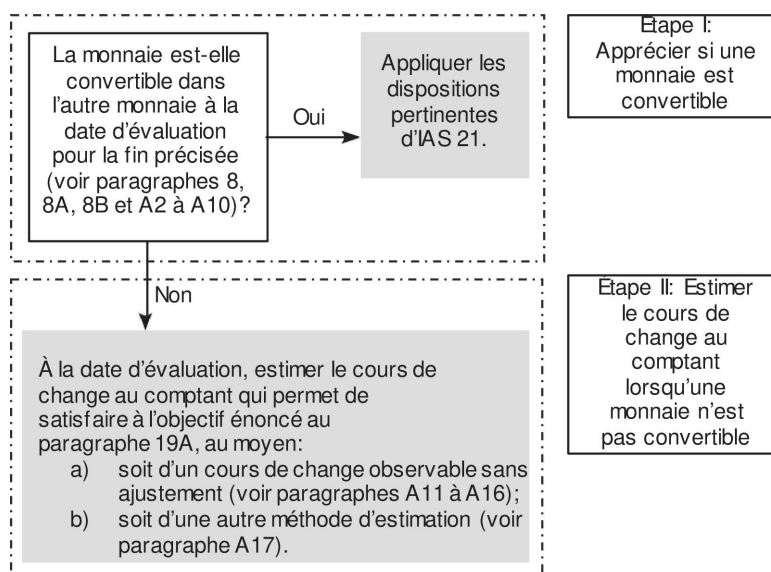 La monnaie est-elle
convertible dans
l'autre monnaie à la
date d'évaluation
pour la fin précisée
(voir paragraphes 8,
8A, 8B et A2 à A10)?
Oui
Appliquer les
dispositions
pertinentes
d'IAS 21.
Étape I:
Apprécier si une
monnaie est
convertible
Non
À la date d'évaluation, estimer le cours de
change au comptant qui permet de
satisfaire à l'objectif énoncé au
paragraphe 19A, au moyen:
a) soit d'un cours de change observable sans
ajustement (voir paragraphes A11 à A16);
b) soit d'une autre méthode d'estimation (voir
paragraphe A17).
Étape II: Estimer
le cours de
change au
comptant
lorsqu'une
monnaie n'est
pas convertible